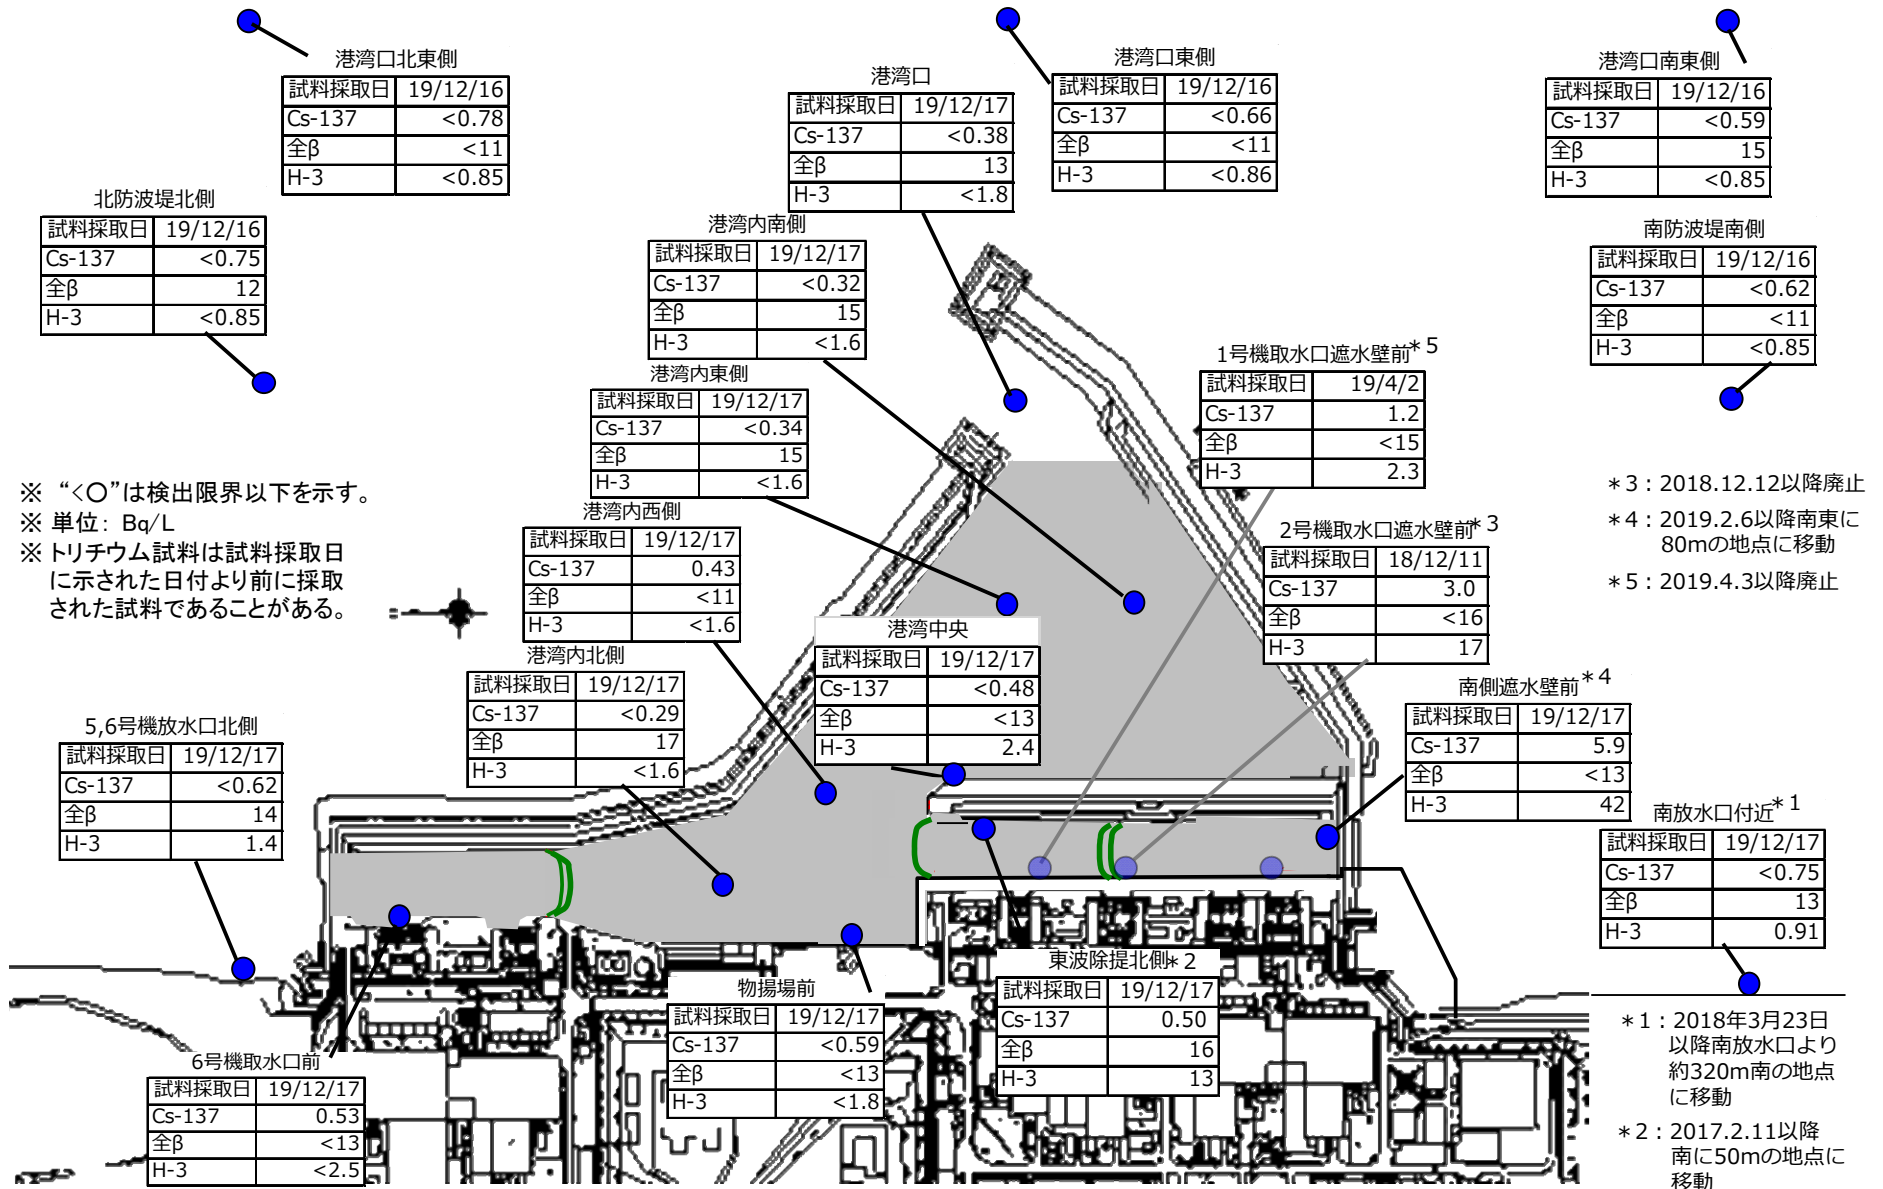 港湾口北東側
試料採取日 19/12/16
Cs-137 <0.78
全β <11
H-3 <0.85
港湾口
試料採取日 19/12/17
Cs-137 <0.38
全β 13
H-3 <1.8
港湾口東側
試料採取日 19/12/16
Cs-137 <0.66
全β <11
H-3 <0.86
港湾口南東側
試料採取日 19/12/16
Cs-137 <0.59
全β 15
H-3 <0.85
北防波堤北側
試料採取日 19/12/16
Cs-137 <0.75
全β 12
H-3 <0.85
港湾内南側
試料採取日 19/12/17
Cs-137 <0.32
全β 15
H-3 <1.6
南防波堤南側
試料採取日 19/12/16
Cs-137 <0.62
全β <11
H-3 <0.85
港湾内東側
試料採取日 19/12/17
Cs-137 <0.34
全β 15
H-3 <1.6
1号機取水口遮水壁前＊5
試料採取日 19/4/2
Cs-137 1.2
全β <15
H-3 2.3
※ “<〇”は検出限界以下を示す。
※ 単位: Bq/L
※ トリチウム試料は試料採取日
に示された日付より前に採取
された試料であることがある。
港湾内西側
試料採取日 19/12/17
Cs-137 0.43
全β <11
H-3 <1.6
2号機取水口遮水壁前＊3
試料採取日 18/12/11
Cs-137 3.0
全β <16
H-3 17
＊3：2018.12.12以降廃止
＊4：2019.2.6以降南東に
80mの地点に移動
＊5：2019.4.3以降廃止
港湾中央
試料採取日 19/12/17
Cs-137 <0.48
全β <13
H-3 2.4
港湾内北側
試料採取日 19/12/17
Cs-137 <0.29
全β 17
H-3 <1.6
南側遮水壁前＊4
試料採取日 19/12/17
Cs-137 5.9
全β <13
H-3 42
5,6号機放水口北側
試料採取日 19/12/17
Cs-137 <0.62
全β 14
H-3 1.4
南放水口付近＊1
試料採取日 19/12/17
Cs-137 <0.75
全β 13
H-3 0.91
東波除提北側＊2
試料採取日 19/12/17
Cs-137 0.50
全β 16
H-3 13
物揚場前
試料採取日 19/12/17
Cs-137 <0.59
全β <13
H-3 <1.8
6号機取水口前
試料採取日 19/12/17
Cs-137 0.53
全β <13
H-3 <2.5
＊1：2018年3月23日
以降南放水口より
約320m南の地点
に移動
＊2：2017.2.11以降
南に50mの地点に
移動